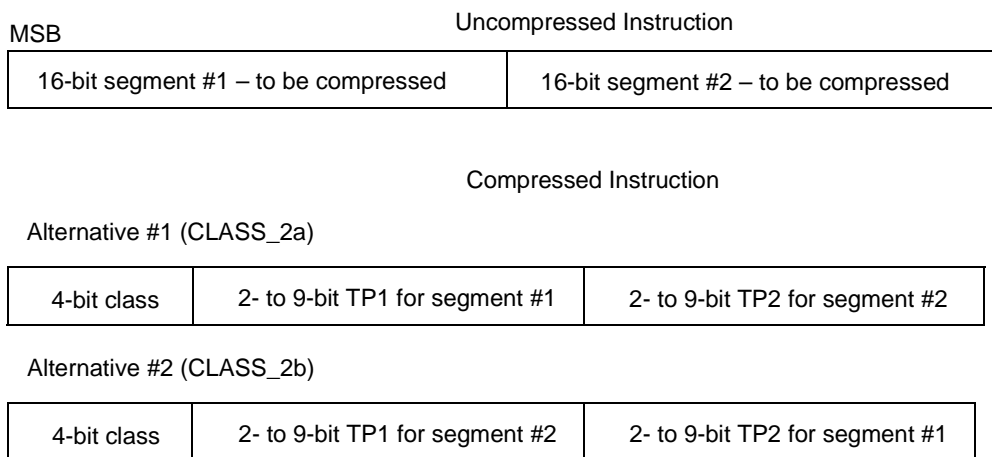 Uncompressed Instruction
MSB
16-bit segment #1 – to be compressed
16-bit segment #2 – to be compressed
Compressed Instruction
Alternative #1 (CLASS_2a)
4-bit class
2- to 9-bit TP1 for segment #1
2- to 9-bit TP2 for segment #2
Alternative #2 (CLASS_2b)
4-bit class
2- to 9-bit TP1 for segment #2
2- to 9-bit TP2 for segment #1